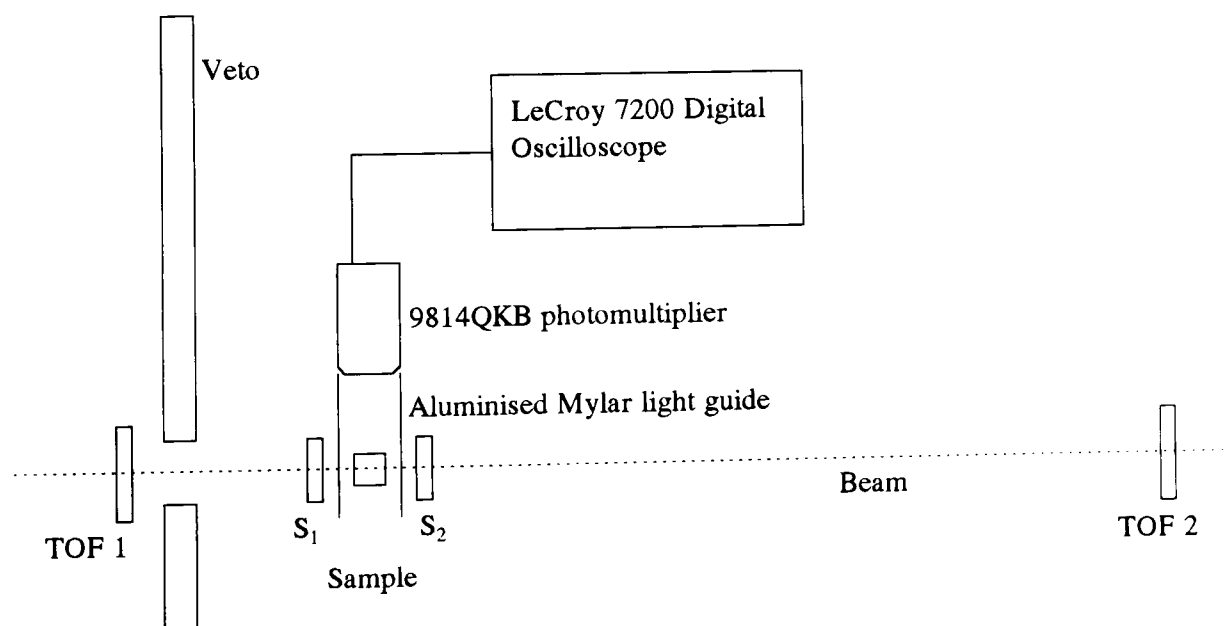 Veto
LeCroy 7200 Digital
Oscilloscope
9814QKB photomultiplier
Aluminised Mylar light guide
Beam
TOF 1
S₁
S₂
TOF 2
Sample